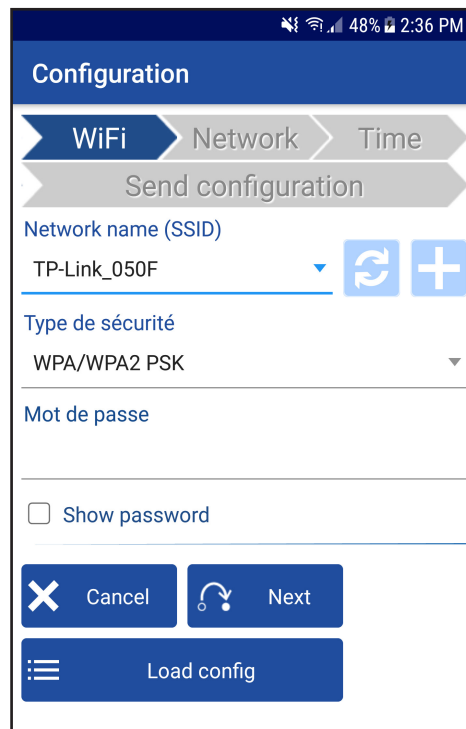 48% 2:36 PM
Configuration
WiFi Network Time
Send configuration
Network name (SSID)
TP-Link_050F
Type de sécurité
WPA/WPA2 PSK
Mot de passe
Show password
Cancel Next
Load config